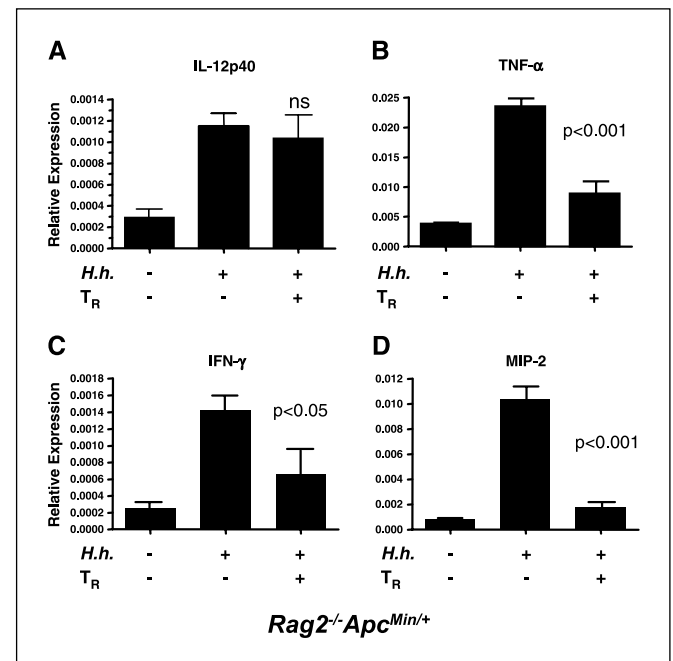 A
IL-12p40
Relative Expression
0.0014
0.0012
0.0010
0.0008
0.0006
0.0004
0.0002
0.0000
ns
H.h. - + +
TR - - +
B
TNF-α
0.025
0.020
0.015
0.010
0.005
0.000
p<0.001
- + +
- - +
C
IFN-γ
Relative Expression
0.0018
0.0016
0.0014
0.0012
0.0010
0.0008
0.0006
0.0004
0.0002
0.0000
p<0.05
H.h. - + +
TR - - +
D
MIP-2
0.012
0.010
0.008
0.006
0.004
0.002
0.000
p<0.001
H.h. - + +
TR - - +
Rag2-/-ApcMin/+